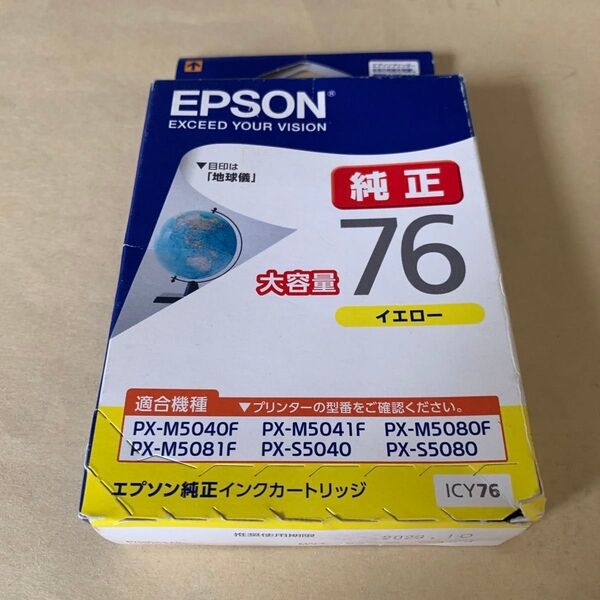 EPSON®
EXCEED YOUR VISION
▼目印は
「地球儀」
純正
76
大容量
イエロー
適合機種 ▼プリンターの型番をご確認ください。
PX-M5040F PX-M5041F PX-M5080F
PX-M5081F PX-S5040 PX-S5080
エプソン純正インクカートリッジ ICY76
推奨使用期限